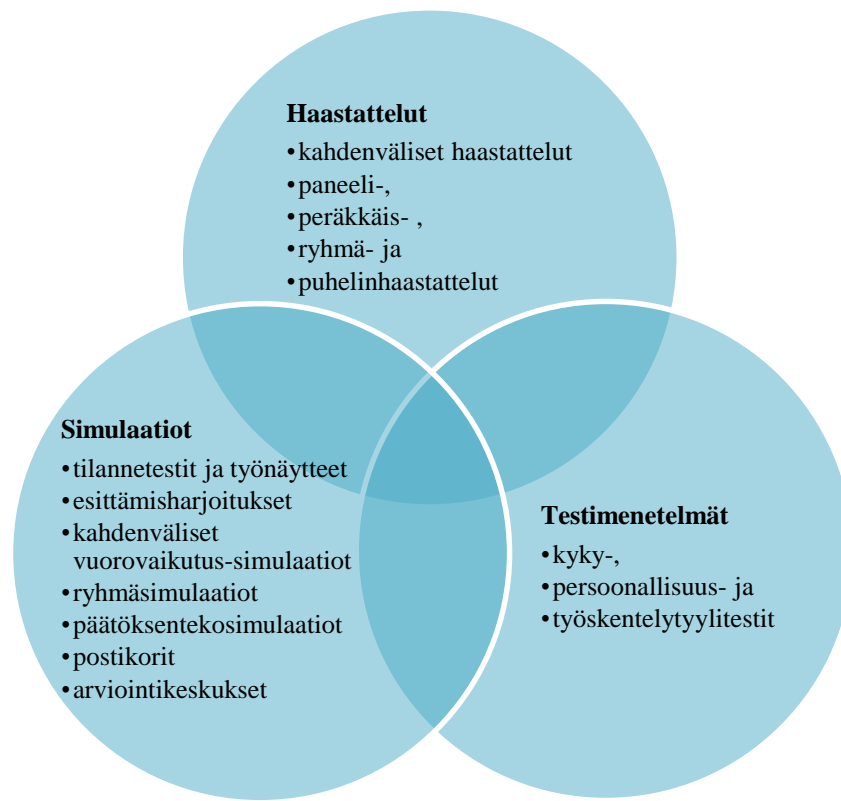 Haastattelut
•kahdenväliset haastattelut
•paneeli-,
•peräkkäis- ,
•ryhmä- ja
•puhelinhaastattelut
Simulaatiot
•tilannetestit ja työnäytteet
•esittämisharjoitukset
•kahdenväliset
vuorovaikutus-simulaatiot
•ryhmäsimulaatiot
•päätöksentekosimulaatiot
•postikorit
•arviointikeskukset
Testimenetelmät
•kyky-,
•persoonallisuus- ja
•työskentelytyylitestit